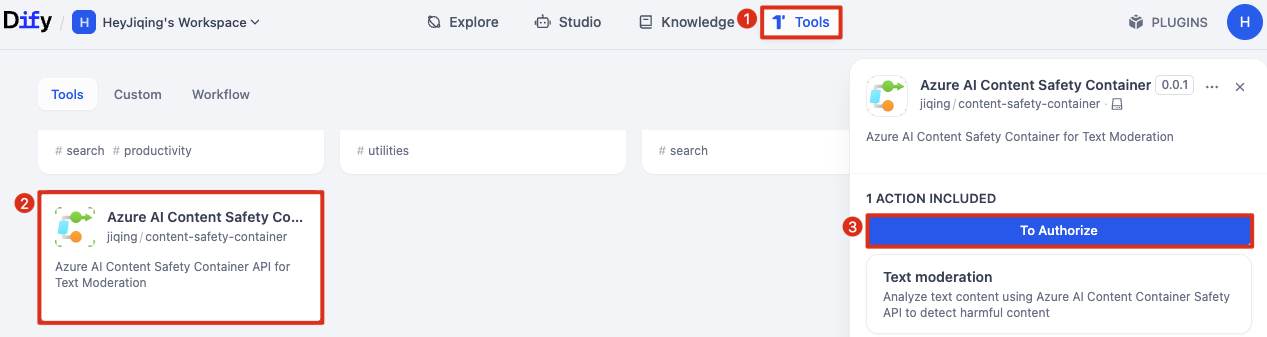 Dify / H HeyJiqing's Workspace Explore Studio Knowledge 1 Tools PLUGINS H
Tools Custom Workflow
# search # productivity
# utilities
# search
2
Azure AI Content Safety Co...
jiqing / content-safety-container
Azure AI Content Safety Container API for
Text Moderation
Azure AI Content Safety Container 0.0.1 ...
jiqing / content-safety-container ·
Azure AI Content Safety Container for Text Moderation
1 ACTION INCLUDED
3 To Authorize
Text moderation
Analyze text content using Azure AI Content Container Safety
API to detect harmful content